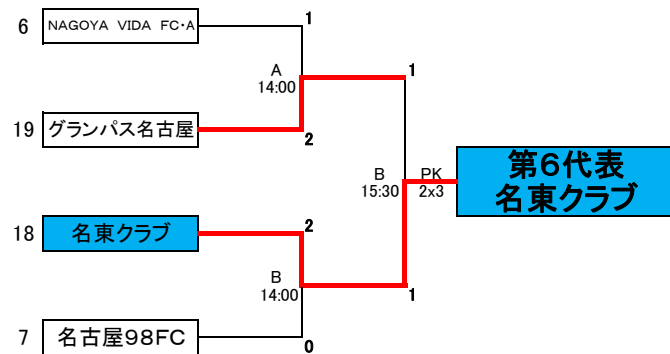 6 NAGOYA VIDA FC・A 1
A
14:00
1
19 グランパス名古屋 2
B
15:30
PK
2x3
第6代表
名東クラブ
18 名東クラブ 2
B
14:00
1
7 名古屋98FC 0